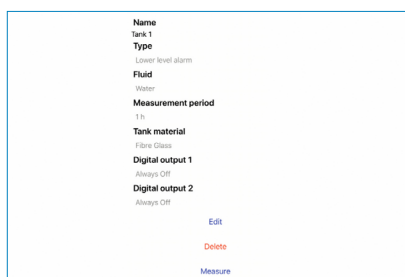 Name
Tank 1
Type
Lower level alarm
Fluid
Water
Measurement period
1 h
Tank material
Fibre Glass
Digital output 1
Always Off
Digital output 2
Always Off
Edit
Delete
Measure